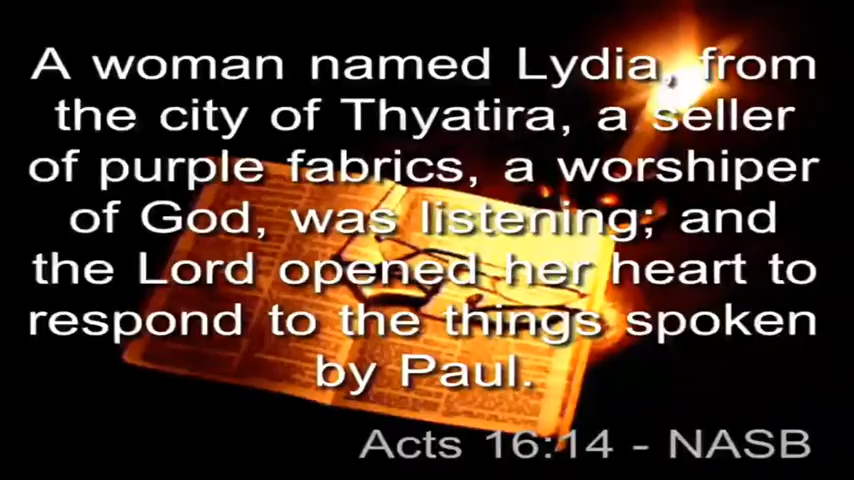 A woman named Lydia, from
the city of Thyatira, a seller
of purple fabrics, a worshiper
of God, was listening; and
the Lord opened her heart to
respond to the things spoken
by Paul.
Acts 16:14 - NASB